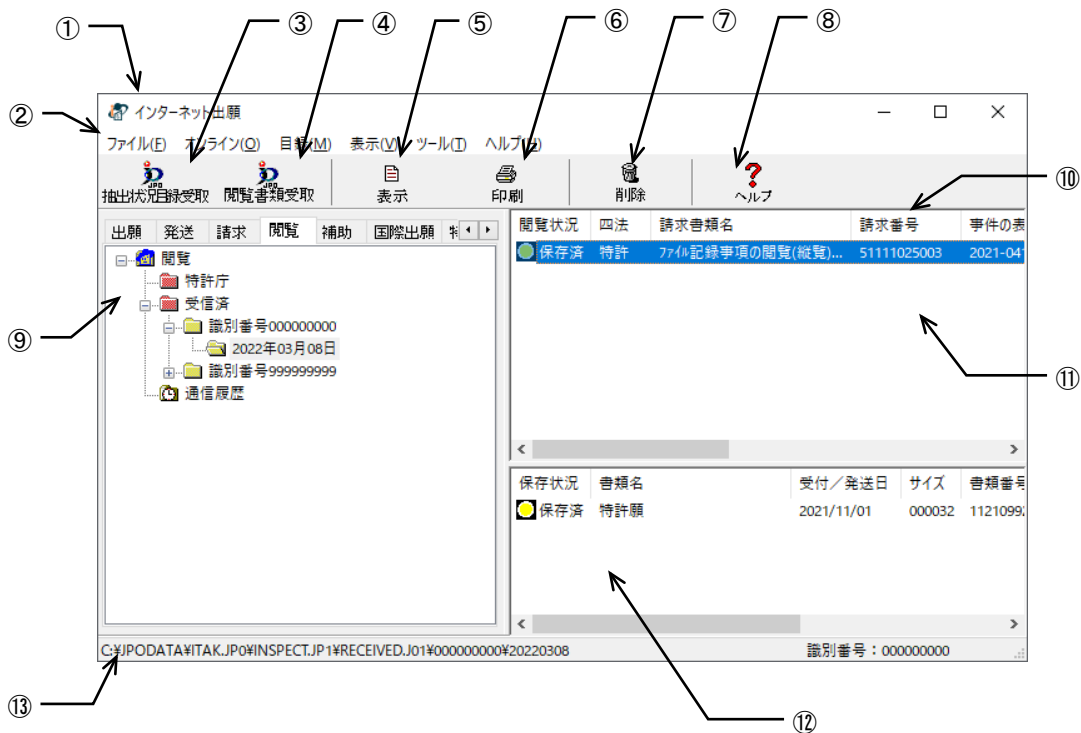 ① ③ ④ ⑤ ⑥ ⑦ ⑧
インターネット出願
②
ファイル(F) オンライン(O) 目録(M) 表示(V) ツール(T) ヘルプ(H)
抽出状況目録受取 閲覧書類受取 表示 印刷 削除 ヘルプ
⑩
出願 発送 請求 閲覧 補助 国際出願
閲覧状況 四法 請求書類名 請求番号 事件の表
保存済 特許 ファイル記録事項の閲覧(縦覧)... 51111025003 2021-041
閲覧
特許庁
受信済
識別番号000000000
2022年03月08日
識別番号999999999
通信履歴
⑨
⑪
保存状況 書類名 受付/発送日 サイズ 書類番号
保存済 特許願 2021/11/01 000032 1121099
C:¥JPODATA¥ITAK.JP0¥INSPECT.JP1¥RECEIVED.J01¥000000000¥20220308 識別番号:000000000
⑬ ⑫